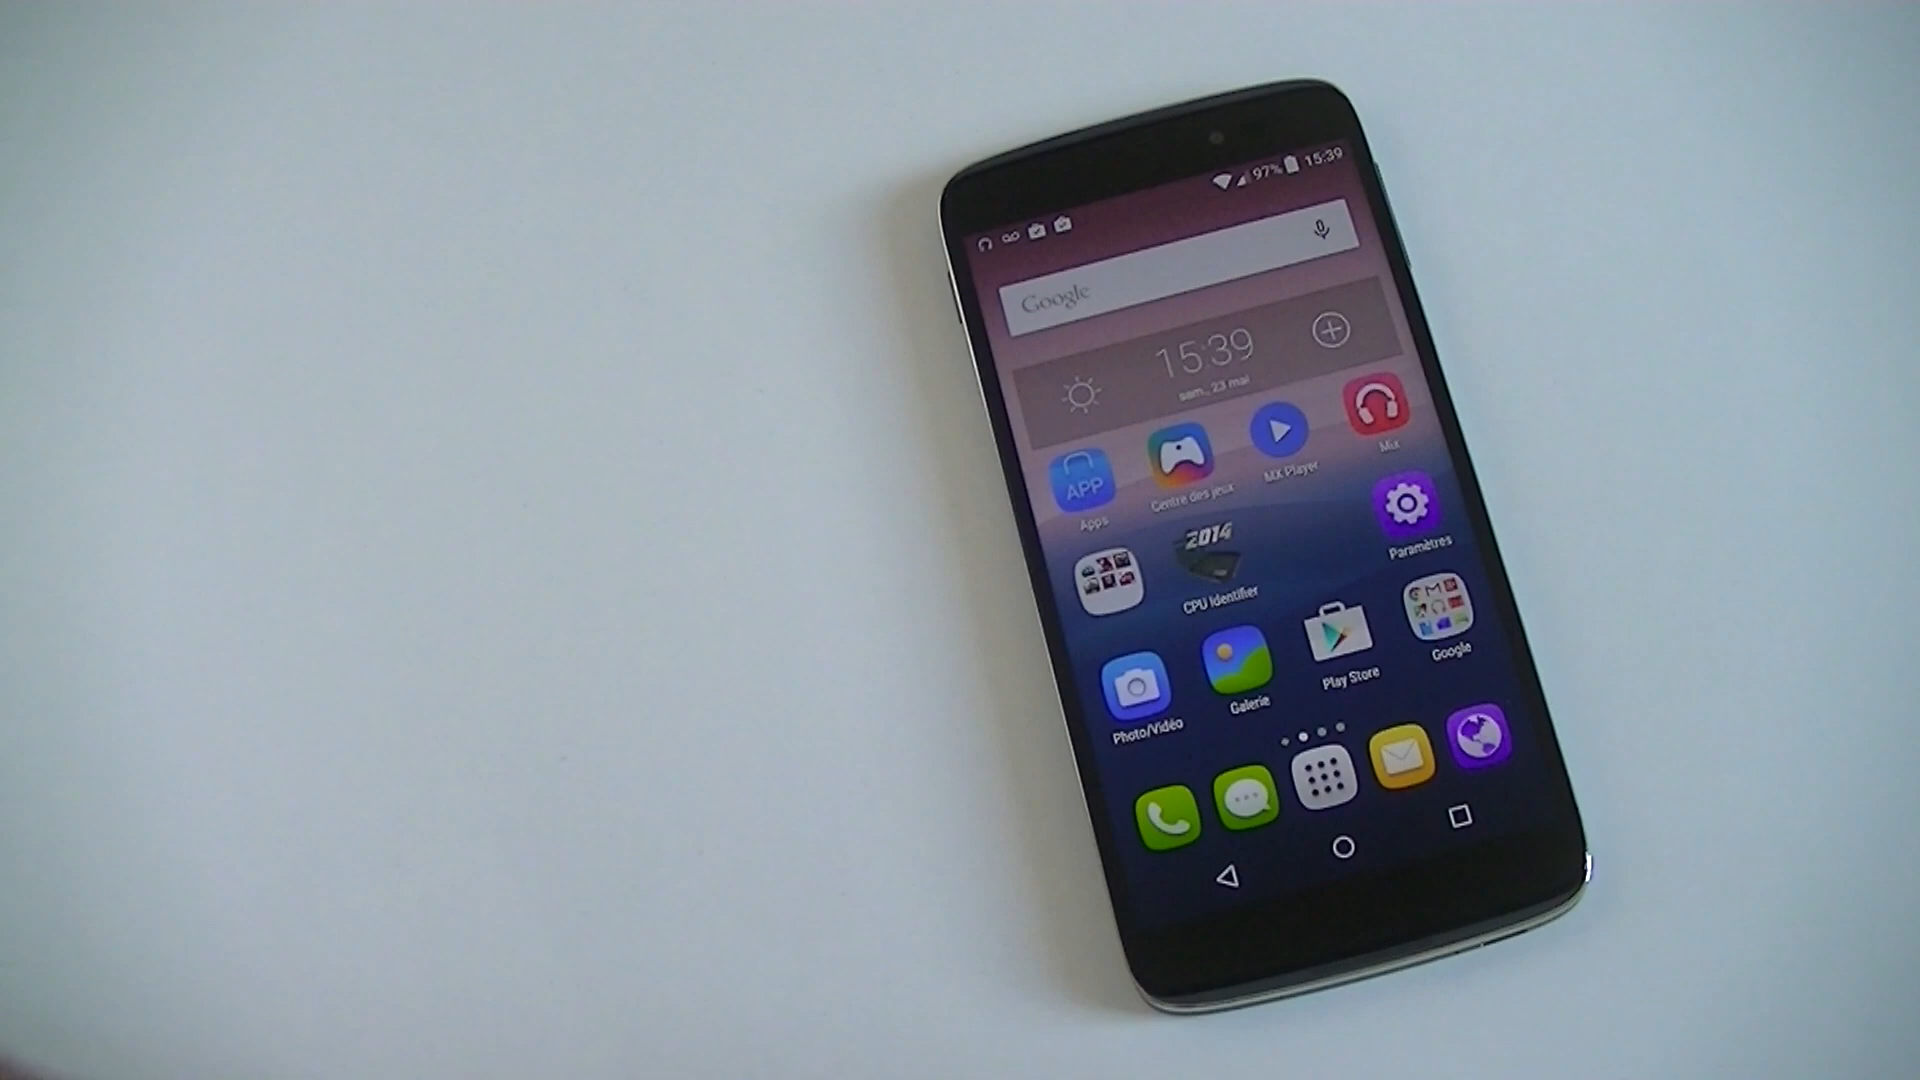 97% 15:39
Google
15:39
sam., 23 mai
APP
Apps
Centre des jeux
MX Player
Mix
2014
CPU Identifier
Paramètres
Photo/Vidéo
Galerie
Play Store
Google